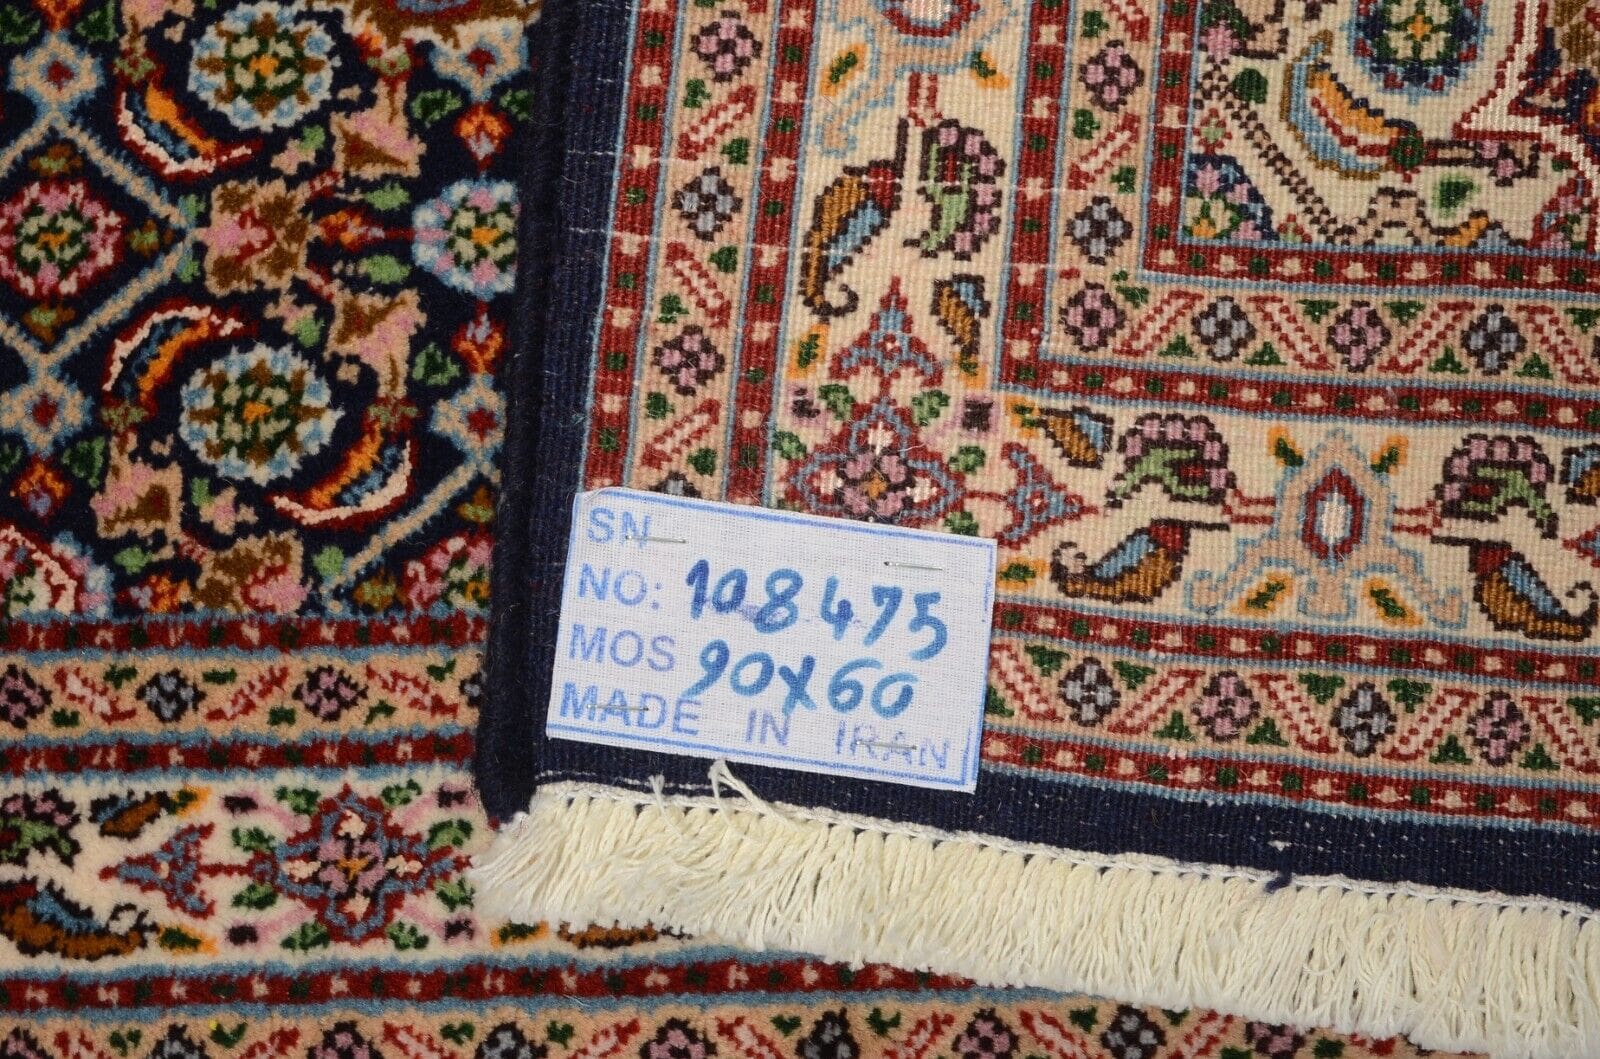 SN
NO: 108475
MOS 90x60
MADE IN IRAN